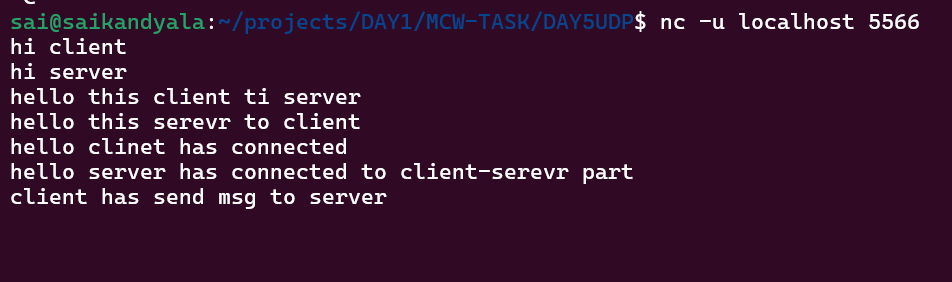 sai@saikandyala:~/projects/DAY1/MCW-TASK/DAY5UDP$ nc -u localhost 5566
hi client
hi server
hello this client ti server
hello this serevr to client
hello clinet has connected
hello server has connected to client-serevr part
client has send msg to server